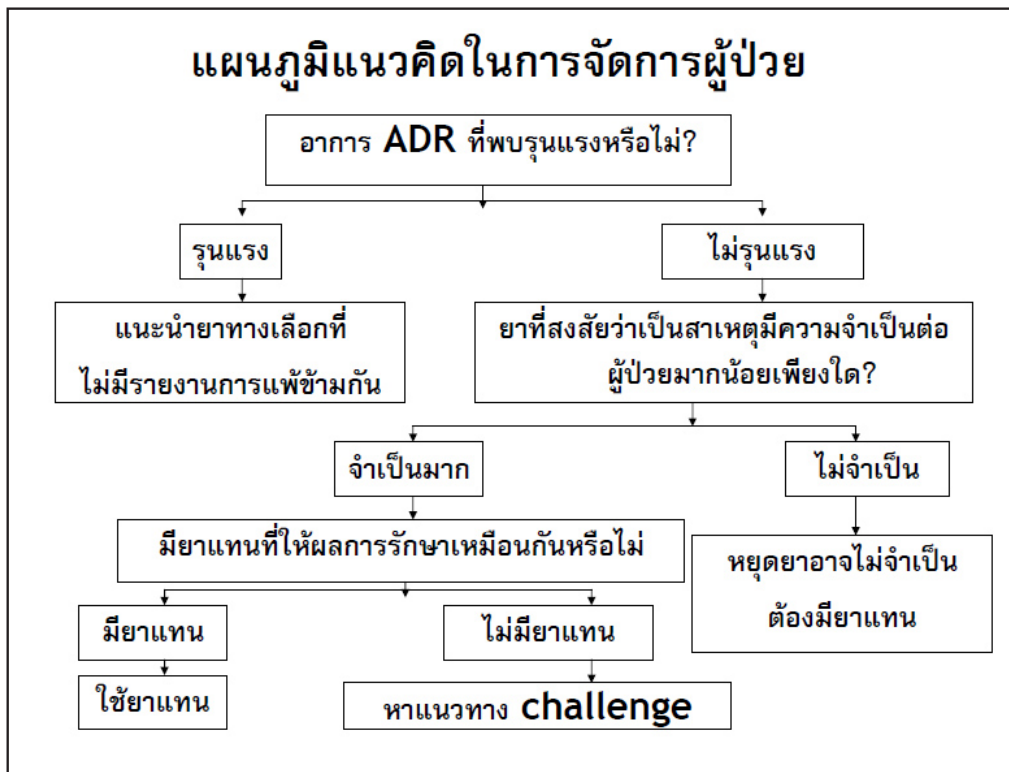 แผนภูมิแนวคิดในการจัดการผู้ป่วย
อาการ ADR ที่พบรุนแรงหรือไม่?
รุนแรง
ไม่รุนแรง
แนะนำยาทางเลือกที่
ไม่มีรายงานการแพ้ข้ามกัน
ยาที่สงสัยว่าเป็นสาเหตุมีความจำเป็นต่อ
ผู้ป่วยมากน้อยเพียงใด?
จำเป็นมาก
ไม่จำเป็น
มียาแทนที่ให้ผลการรักษาเหมือนกันหรือไม่
หยุดยาอาจไม่จำเป็น
ต้องมียาแทน
มียาแทน
ไม่มียาแทน
ใช้ยาแทน
หาแนวทาง challenge